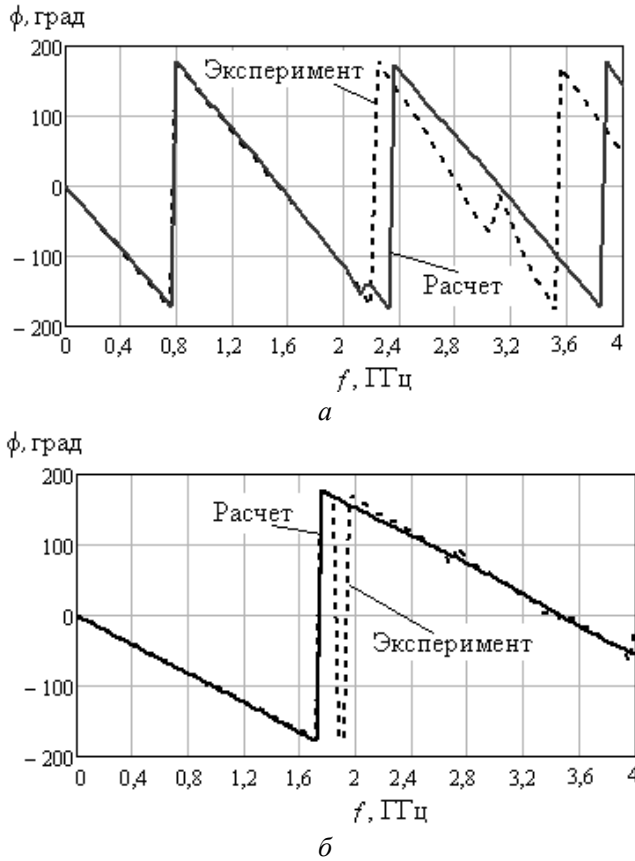 ϕ, град
200
Эксперимент
100
0
– 100
Расчет
– 200
0 0,4 0,8 1,2 1,6 2 2,4 2,8 3,2 3,6 4
f, ГГц
а
ϕ, град
200
Расчет
100
0
Эксперимент
– 100
– 200
0 0,4 0,8 1,2 1,6 2 2,4 2,8 3,2 3,6 4
f, ГГц
б